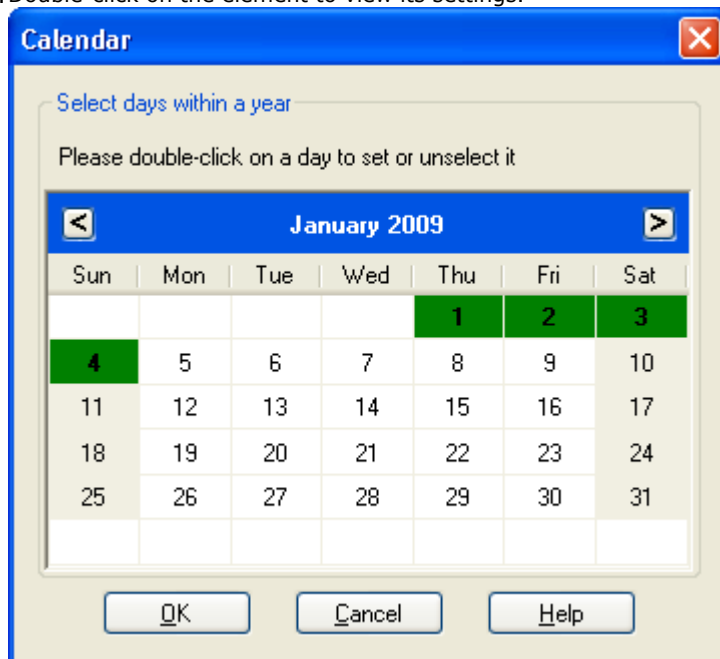 Double-click on the element to view its settings.
Calendar
Select days within a year
Please double-click on a day to set or unselect it
< January 2009 >
Sun Mon Tue Wed Thu Fri Sat
1 2 3
4 5 6 7 8 9 10
11 12 13 14 15 16 17
18 19 20 21 22 23 24
25 26 27 28 29 30 31
OK Cancel Help